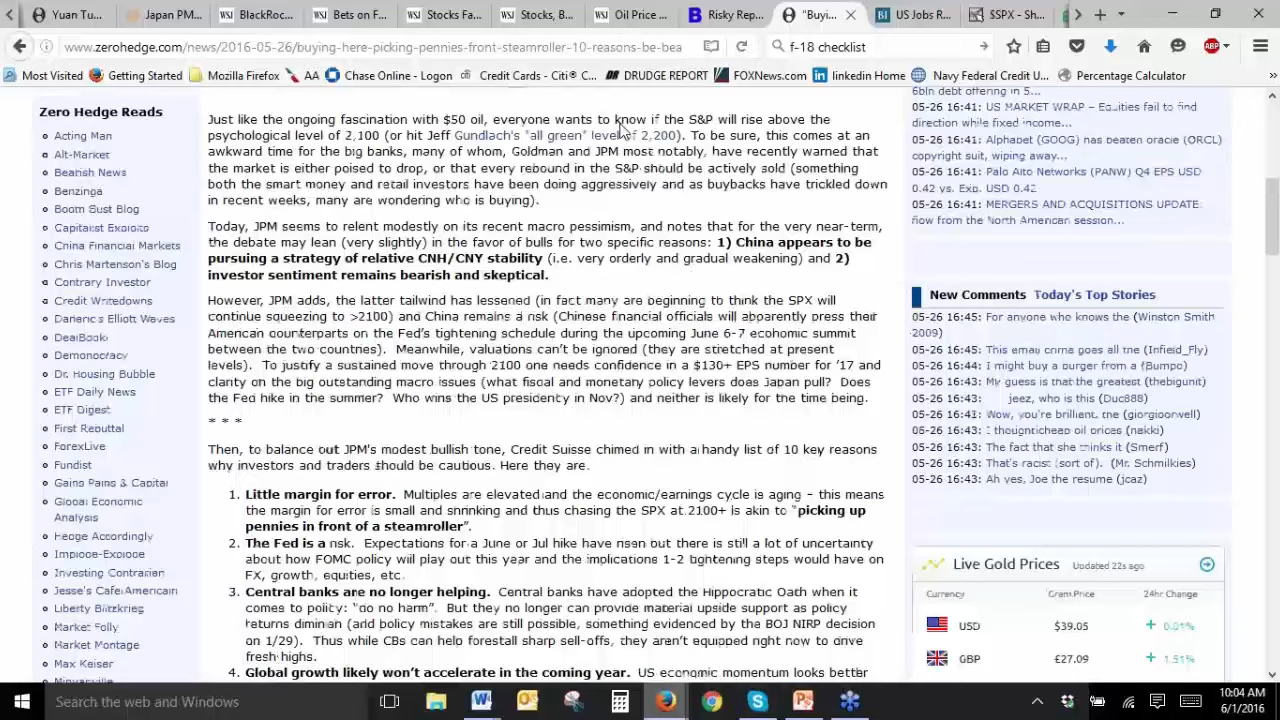 "Yuan Tu...
Japan PM...
BlackRoc...
Bets on f...
Stocks Fa...
Stocks, B...
Oil Price ...
Risky Rep...
"Buyi...
US Jobs R...
$SPX - Sh...
www.zerohedge.com/news/2016-05-26/buying-here-picking-pennies-front-steamroller-10-reasons-be-bea
f-18 checklist
Most Visited
Getting Started
Mozilla Firefox
AA
Chase Online - Logon
Credit Cards - Citi® C...
DRUDGE REPORT
FOXNews.com
linkedin Home
Navy Federal Credit U...
Percentage Calculator
Zero Hedge Reads
Acting Man
Alt-Market
Bearish News
Benzinga
Boom Bust Blog
Capitalist Exploits
China Financial Markets
Chris Martenson's Blog
Contrary Investor
Credit Writedowns
Daneric's Elliott Waves
DealBook
Demonocracy
Dr. Housing Bubble
ETF Daily News
ETF Digest
First Rebuttal
ForexLive
Fundist
Gains Pains & Capital
Global Economic
Analysis
Hedge Accordingly
Implode-Explode
Investing Contrarian
Jesse's Cafe American
Liberty Blitzkrieg
Market Folly
Market Montage
Max Keiser
Just like the ongoing fascination with $50 oil, everyone wants to know if the S&P will rise above the
psychological level of 2,100 (or hit Jeff Gundlach's "all green" level of 2,200). To be sure, this comes at an
awkward time for the big banks, many of whom, Goldman and JPM most notably, have recently warned that
the market is either poised to drop, or that every rebound in the S&P should be actively sold (something
both the smart money and retail investors have been doing aggressively and as buybacks have trickled down
in recent weeks, many are wondering who is buying).
Today, JPM seems to relent modestly on its recent macro pessimism, and notes that for the very near-term,
the debate may lean (very slightly) in the favor of bulls for two specific reasons: 1) China appears to be
pursuing a strategy of relative CNH/CNY stability (i.e. very orderly and gradual weakening) and 2)
investor sentiment remains bearish and skeptical.
However, JPM adds, the latter tailwind has lessened (in fact many are beginning to think the SPX will
continue squeezing to >2100) and China remains a risk (Chinese financial officials will apparently press their
American counterparts on the Fed's tightening schedule during the upcoming June 6-7 economic summit
between the two countries).  Meanwhile, valuations can't be ignored (they are stretched at present
levels).  To justify a sustained move through 2100 one needs confidence in a $130+ EPS number for '17 and
clarity on the big outstanding macro issues (what fiscal and monetary policy levers does Japan pull?  Does
the Fed hike in the summer?  Who wins the US presidency in Nov?) and neither is likely for the time being.
* * *
Then, to balance out JPM's modest bullish tone, Credit Suisse chimed in with a handy list of 10 key reasons
why investors and traders should be cautious. Here they are.
1. Little margin for error.  Multiples are elevated and the economic/earnings cycle is aging – this means
the margin for error is small and shrinking and thus chasing the SPX at 2100+ is akin to "picking up
pennies in front of a steamroller".
2. The Fed is a risk.  Expectations for a June or Jul hike have risen but there is still a lot of uncertainty
about how FOMC policy will play out this year and the implications 1-2 tightening steps would have on
FX, growth, equities, etc.
3. Central banks are no longer helping.  Central banks have adopted the Hippocratic Oath when it
comes to policy: "do no harm".  But they no longer can provide material upside support as policy
returns diminish (and policy mistakes are still possible, something evidenced by the BOJ NIRP decision
on 1/29).  Thus while CBs can help forestall sharp sell-offs, they aren't equipped right now to drive
fresh highs.
4. Global growth likely won't accelerate in the coming year.  US economic momentum looks better
6bln debt offering in 5...
05-26 16:41: US MARKET WRAP – Equities fail to find
direction while fixed income...
05-26 16:41: Alphabet (GOOG) has beaten oracle (ORCL)
copyright suit, wiping away...
05-26 16:41: Palo Alto Networks (PANW) Q4 EPS USD
0.42 vs. Exp. USD 0.42
05-26 16:41: MERGERS AND ACQUISITIONS UPDATE:
flow from the North American session...
New Comments Today's Top Stories
05-26 16:45: For anyone who knows the (Winston Smith
2009)
05-26 16:45: This email crime goes all the (Infield_Fly)
05-26 16:44: I might buy a burger from a (Bumpo)
05-26 16:43: My guess is that the greatest (thebigunit)
05-26 16:43: jeez, who is this (Duc888)
05-26 16:43: Wow, you're brilliant, the (giorgioorwell)
05-26 16:43: I thought cheap oil prices (nakki)
05-26 16:43: The fact that she thinks it (Smerf)
05-26 16:43: That's racist (sort of). (Mr. Schmilkies)
05-26 16:43: Ah yes, Joe the resume (jcaz)
Live Gold Prices Updated 22s ago
Currency Gram Price 24hr Change
USD $39.05 + 0.01%
GBP £27.09 + 1.51%
Search the web and Windows
10:04 AM
6/1/2016